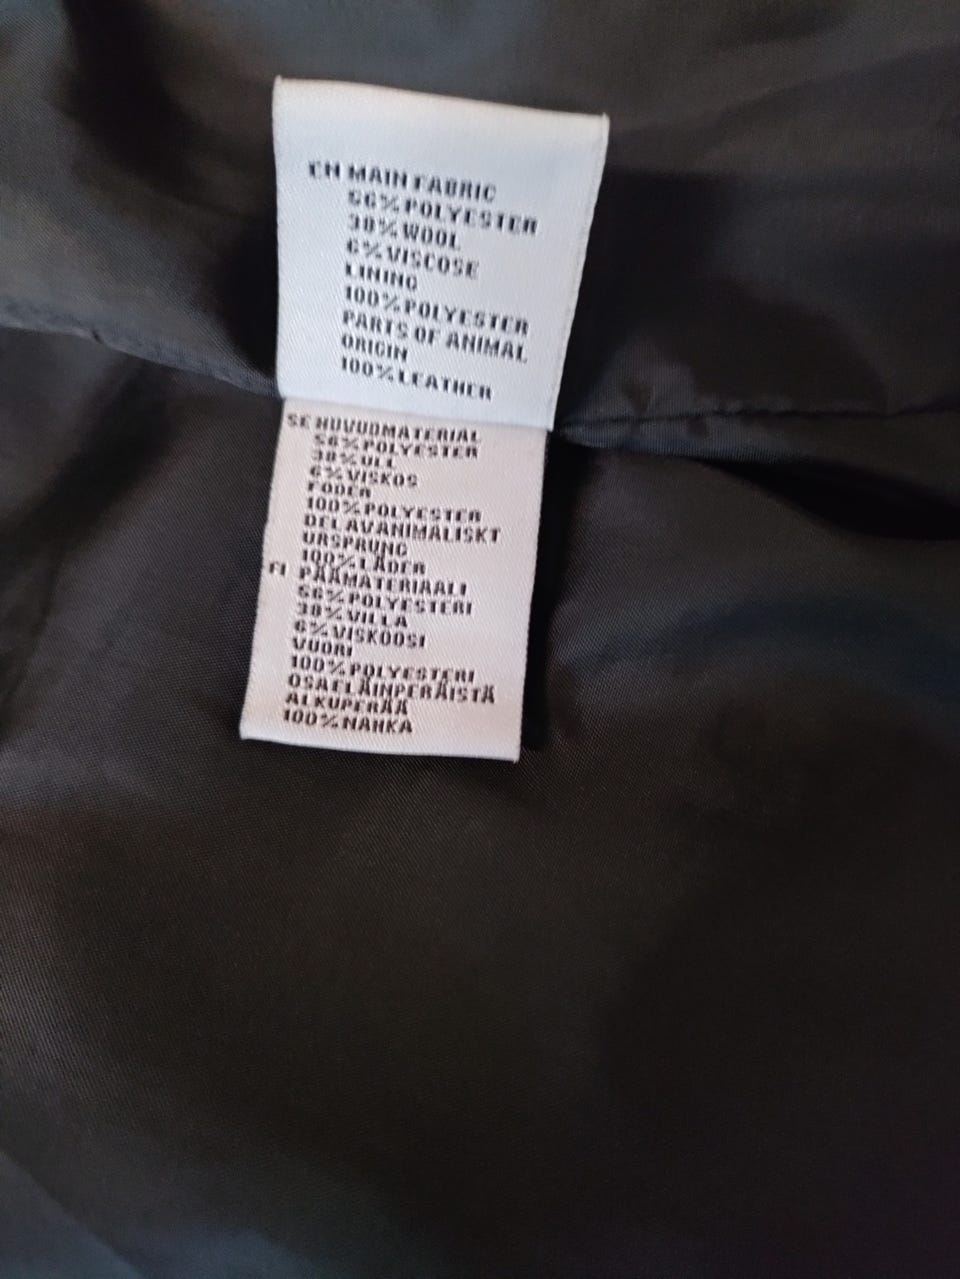 EN MAIN FABRIC
56% POLYESTER
38% WOOL
6% VISCOSE
LINING
100% POLYESTER
PARTS OF ANIMAL
ORIGIN
100% LEATHER
SE HUVUDMATERIAL
56% POLYESTER
38% ULL
6% VISKOS
FODER
100% POLYESTER
DEL AV ANIMALISKT
URSPRUNG
100% LÄDER
FI PÄÄMATERIAALI
56% POLYESTERI
38% VILLA
6% VISKOOSI
VUORI
100% POLYESTERI
OSA ELÄINPERÄISTÄ
ALKUPERÄÄ
100% NAHKA